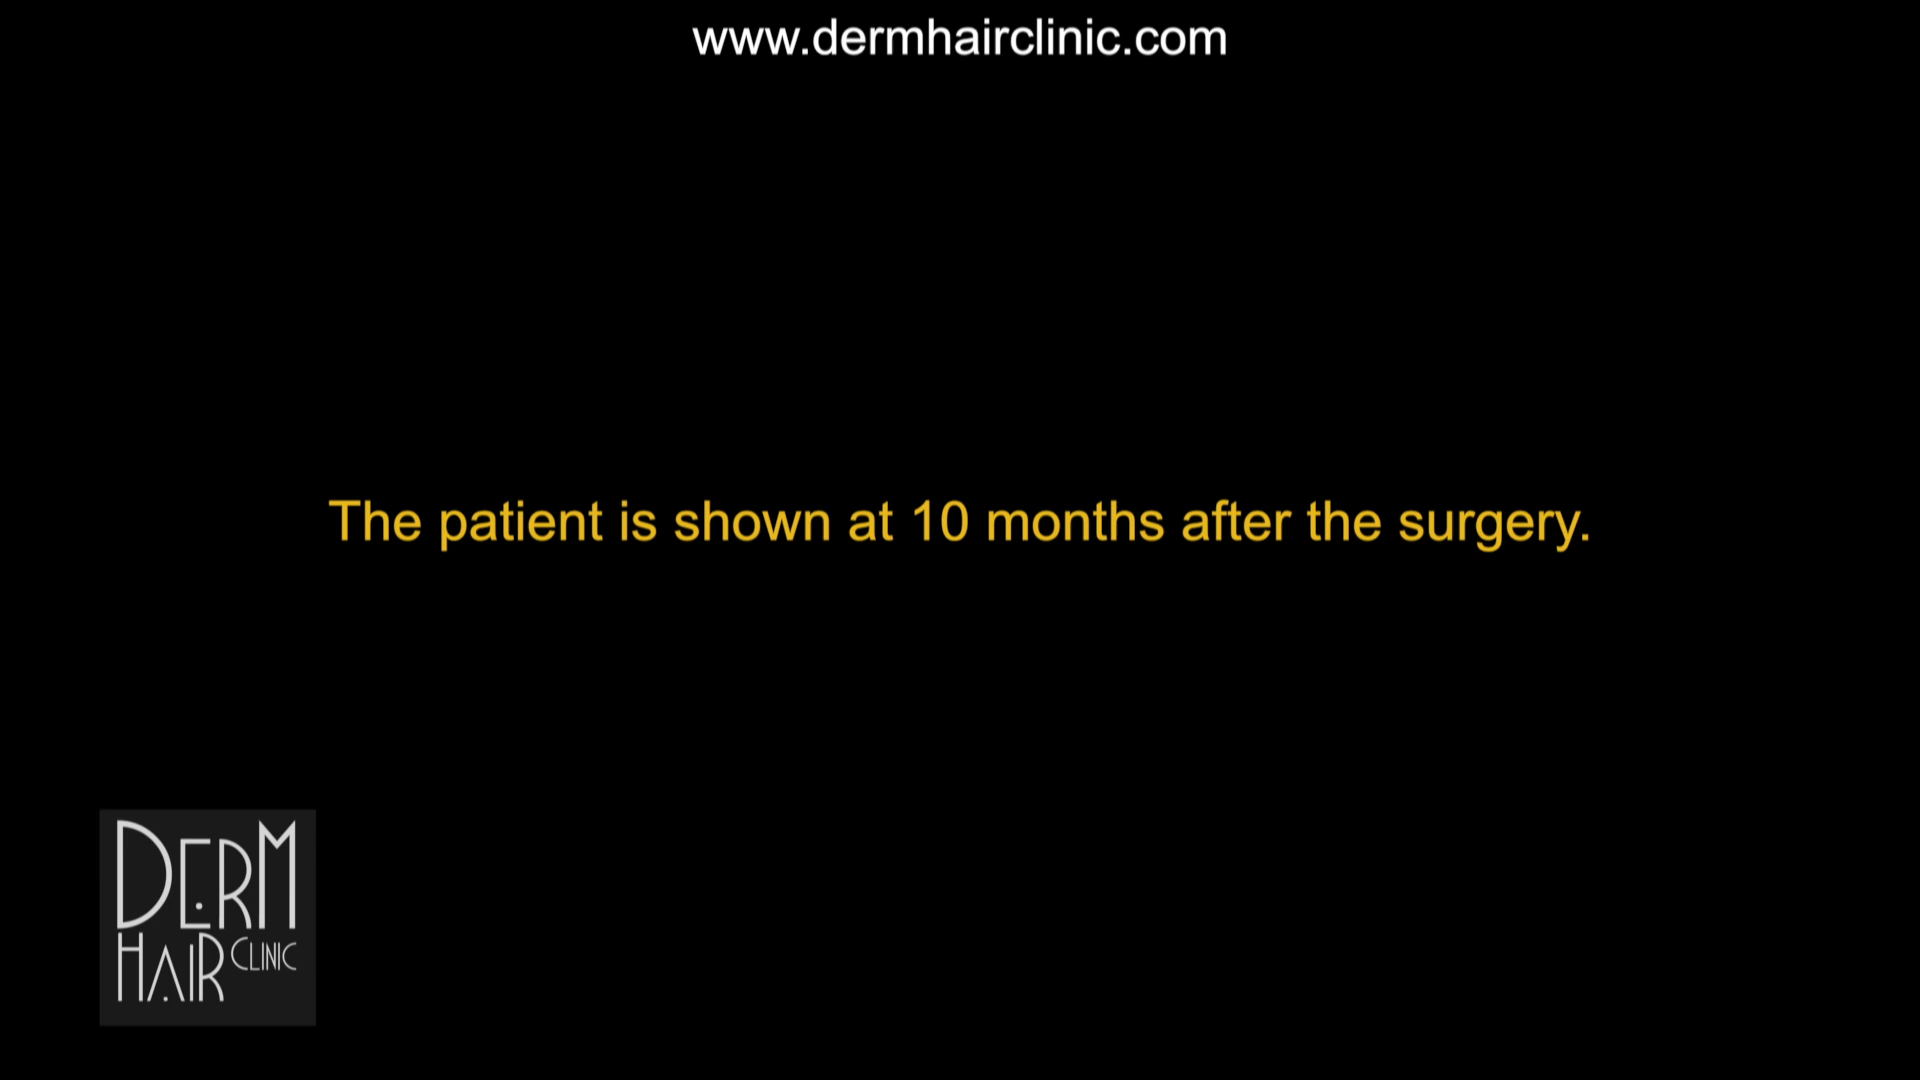 www.dermhairclinic.com
The patient is shown at 10 months after the surgery.
DERM
HAIR CLINIC